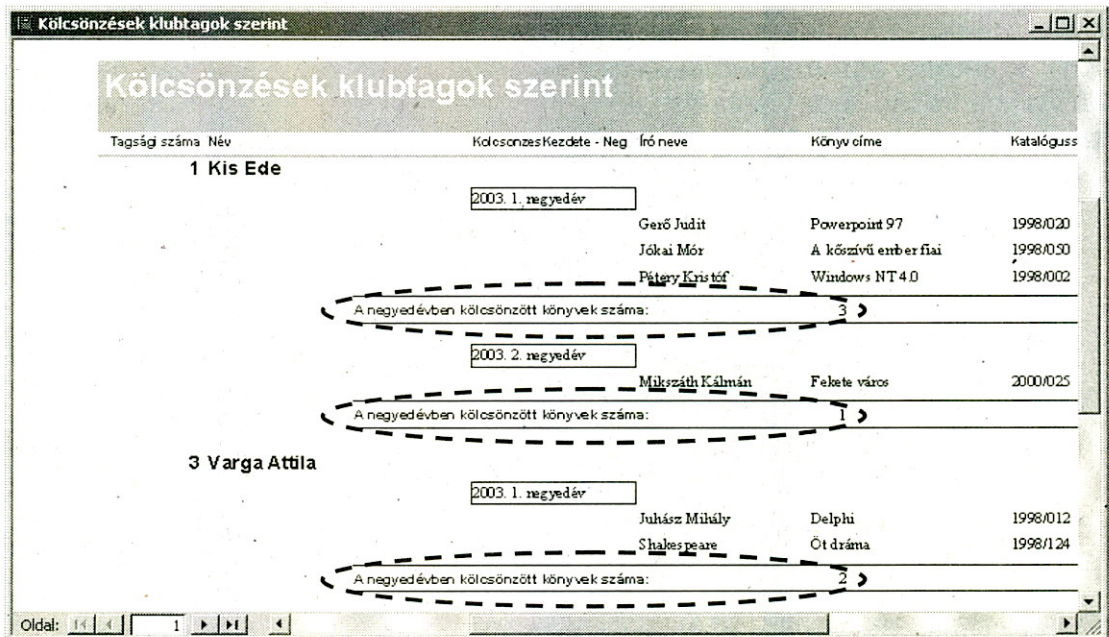 Kölcsönzések klubtagok szerint
Kölcsönzések klubtagok szerint
Tagsági száma Név KolcsonzesKezdete - Neg Író neve Könyv címe Katalóguss
1 Kis Ede
2003. 1. negyedév
Gerő Judit Powerpoint 97 1998/020
Jókai Mór A kőszívű ember fiai 1998/050
Pétery Kristóf Windows NT 4.0 1998/002
A negyedévben kölcsönzött könyvek száma: 3
2003. 2. negyedév
Mikszáth Kálmán Fekete város 2000/025
A negyedévben kölcsönzött könyvek száma: 1
3 Varga Attila
2003. 1. negyedév
Juhász Mihály Delphi 1998/012
Shakespeare Öt dráma 1998/124
A negyedévben kölcsönzött könyvek száma: 2
Oldal: 1